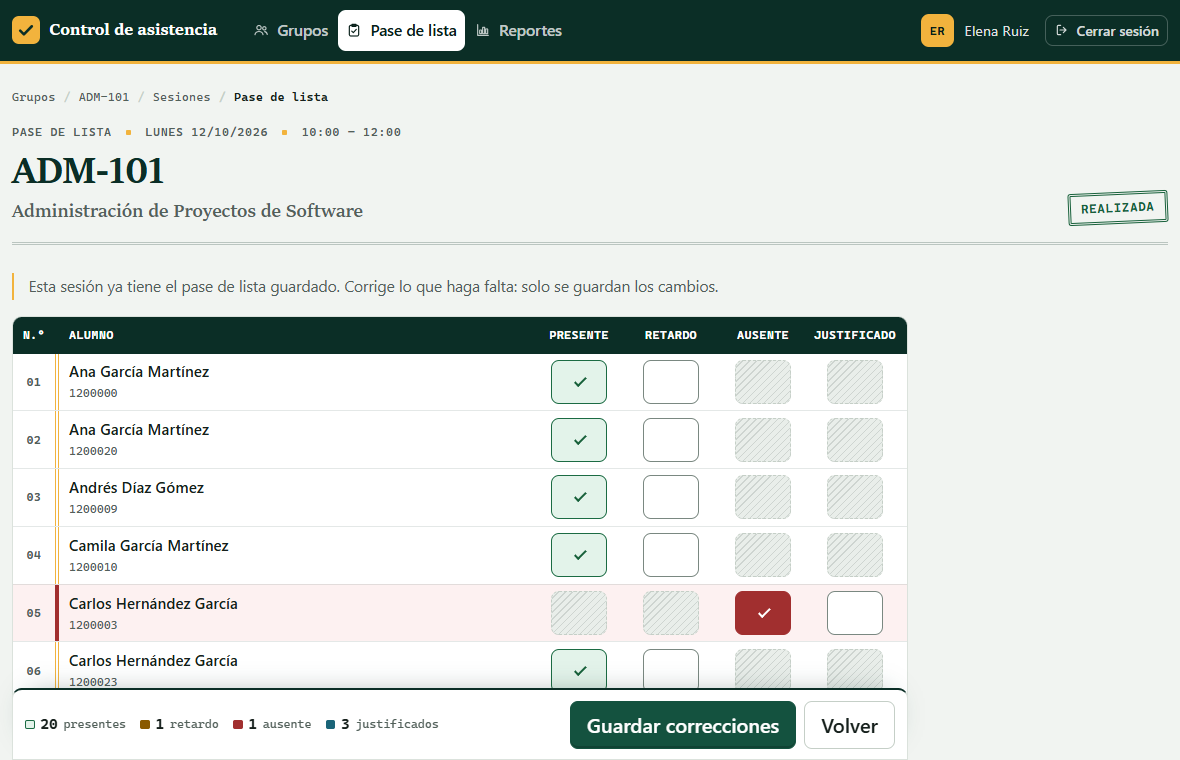 Control de asistencia Grupos Pase de lista Reportes ER Elena Ruiz Cerrar sesión
Grupos / ADM-101 / Sesiones / Pase de lista
PASE DE LISTA LUNES 12/10/2026 10:00 – 12:00
ADM-101
Administración de Proyectos de Software
REALIZADA
Esta sesión ya tiene el pase de lista guardado. Corrige lo que haga falta: solo se guardan los cambios.
N.º ALUMNO PRESENTE RETARDO AUSENTE JUSTIFICADO
01 Ana García Martínez
1200000
02 Ana García Martínez
1200020
03 Andrés Díaz Gómez
1200009
04 Camila García Martínez
1200010
05 Carlos Hernández García
1200003
06 Carlos Hernández García
1200023
20 presentes 1 retardo 1 ausente 3 justificados Guardar correcciones Volver